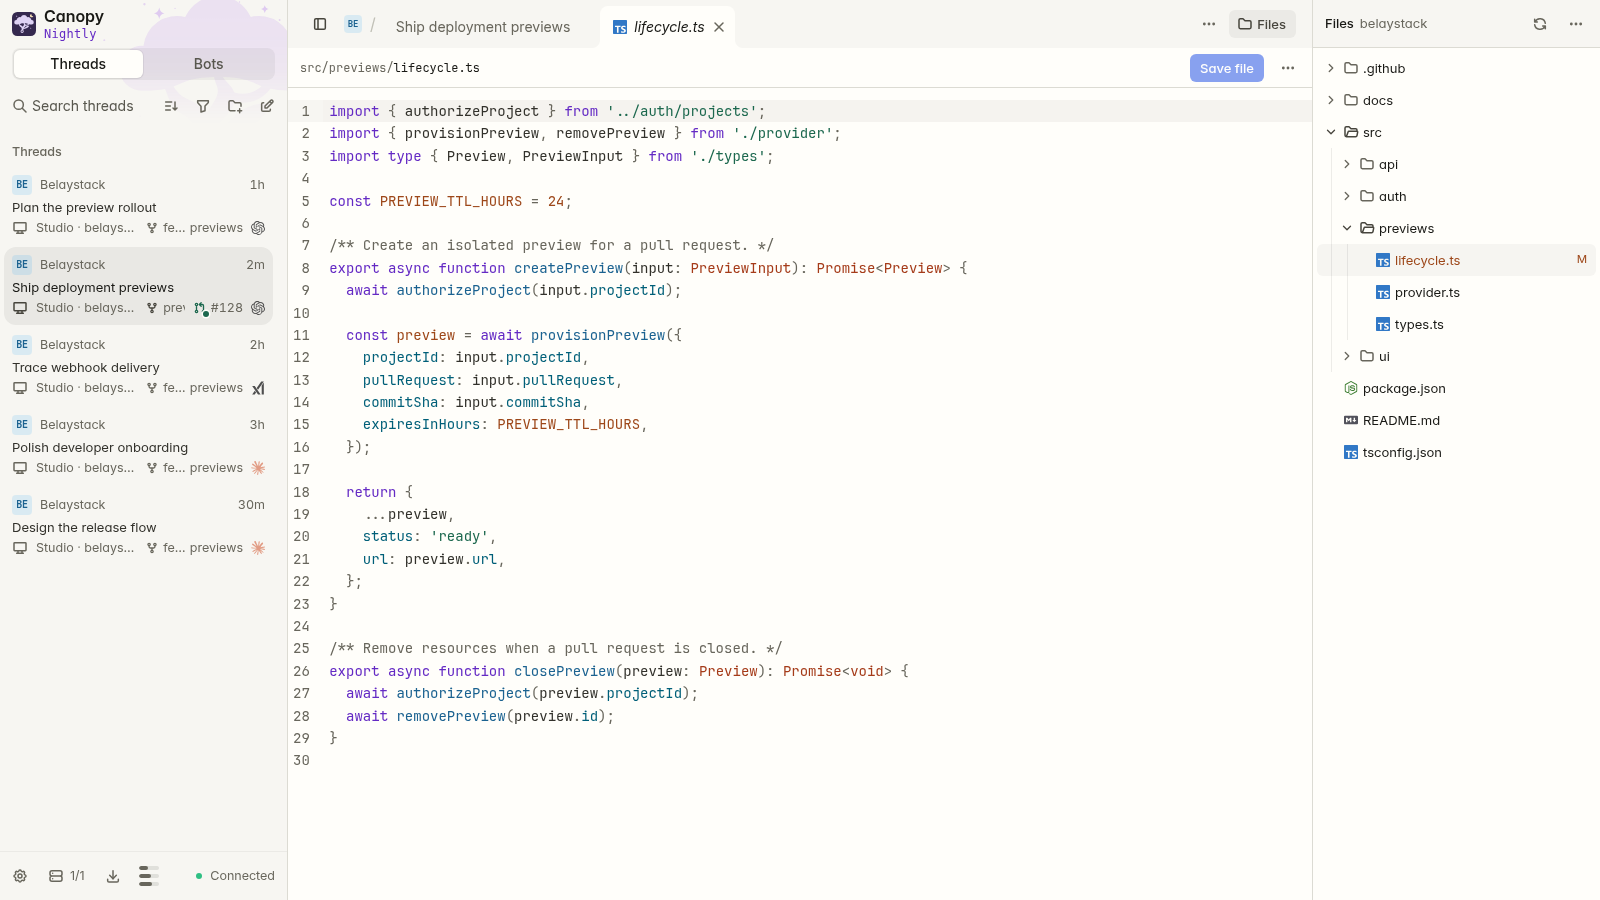 Canopy
Nightly
Threads
Bots
Search threads
Threads
BE Belaystack 1h
Plan the preview rollout
Studio · belays... fe... previews
BE Belaystack 2m
Ship deployment previews
Studio · belays... prev #128
BE Belaystack 2h
Trace webhook delivery
Studio · belays... fe... previews
BE Belaystack 3h
Polish developer onboarding
Studio · belays... fe... previews
BE Belaystack 30m
Design the release flow
Studio · belays... fe... previews
1/1
Connected
BE / Ship deployment previews
TS lifecycle.ts
Files
src/previews/lifecycle.ts
Save file
1 import { authorizeProject } from '../auth/projects';
2 import { provisionPreview, removePreview } from './provider';
3 import type { Preview, PreviewInput } from './types';
4
5 const PREVIEW_TTL_HOURS = 24;
6
7 /** Create an isolated preview for a pull request. */
8 export async function createPreview(input: PreviewInput): Promise<Preview> {
9   await authorizeProject(input.projectId);
10
11   const preview = await provisionPreview({
12     projectId: input.projectId,
13     pullRequest: input.pullRequest,
14     commitSha: input.commitSha,
15     expiresInHours: PREVIEW_TTL_HOURS,
16   });
17
18   return {
19     ...preview,
20     status: 'ready',
21     url: preview.url,
22   };
23 }
24
25 /** Remove resources when a pull request is closed. */
26 export async function closePreview(preview: Preview): Promise<void> {
27   await authorizeProject(preview.projectId);
28   await removePreview(preview.id);
29 }
30
Files belaystack
.github
docs
src
api
auth
previews
TS lifecycle.ts M
TS provider.ts
TS types.ts
ui
package.json
README.md
TS tsconfig.json